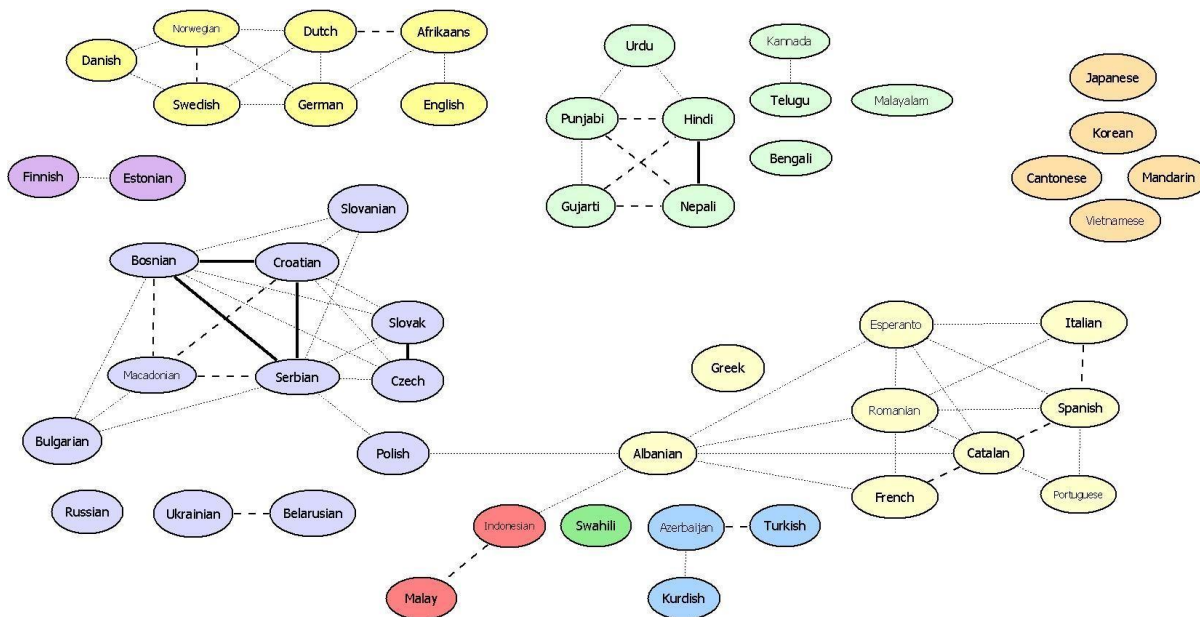 Norwegian
Dutch
Afrikaans
Danish
Swedish
German
English
Urdu
Kannada
Punjabi
Hindi
Telugu
Malayalam
Bengali
Gujarti
Nepali
Japanese
Korean
Cantonese
Mandarin
Vietnamese
Finnish
Estonian
Slovanian
Bosnian
Croatian
Slovak
Macadonian
Serbian
Czech
Bulgarian
Polish
Russian
Ukrainian
Belarusian
Greek
Esperanto
Italian
Romanian
Spanish
Albanian
Catalan
French
Portuguese
Indonesian
Swahili
Azerbaijan
Turkish
Malay
Kurdish